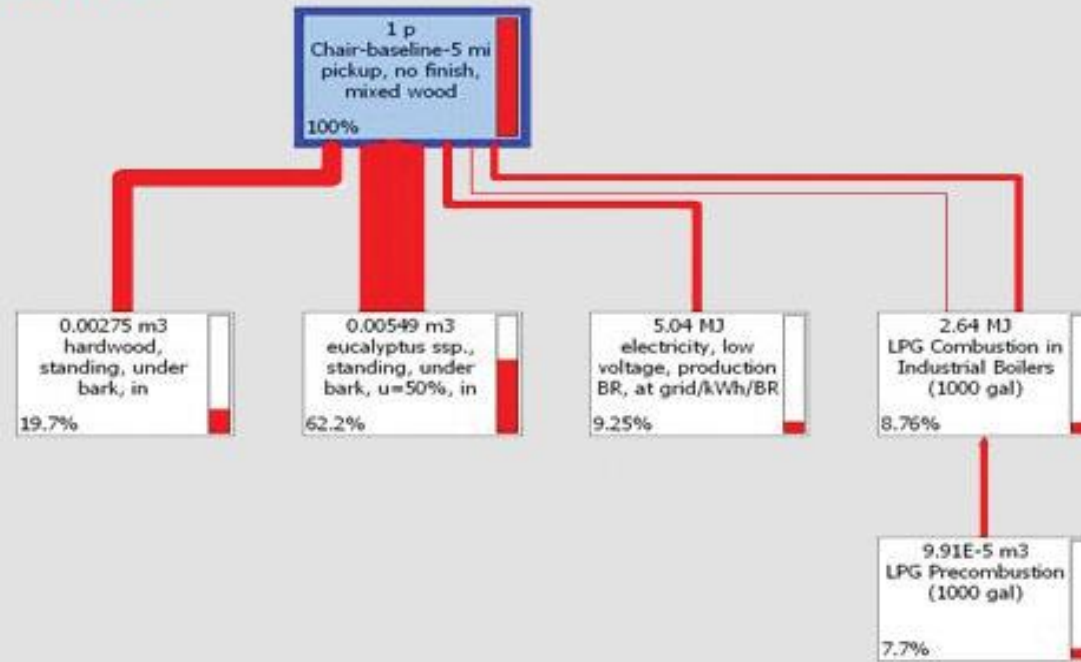 1 p
Chair-baseline-5 mi
pickup, no finish,
mixed wood
100%
0.00275 m3
hardwood,
standing, under
bark, in
19.7%
0.00549 m3
eucalyptus ssp.,
standing, under
bark, u=50%, in
62.2%
5.04 MJ
electricity, low
voltage, production
BR, at grid/kWh/BR
9.25%
2.64 MJ
LPG Combustion in
Industrial Boilers
(1000 gal)
8.76%
9.91E-5 m3
LPG Precombustion
(1000 gal)
7.7%